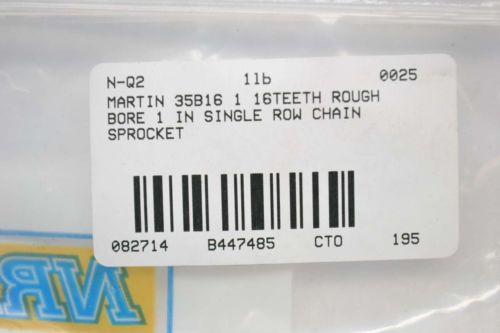 N-Q2 1lb 0025
MARTIN 35B16 1 16TEETH ROUGH
BORE 1 IN SINGLE ROW CHAIN
SPROCKET
082714 B447485 CTO 195
NR